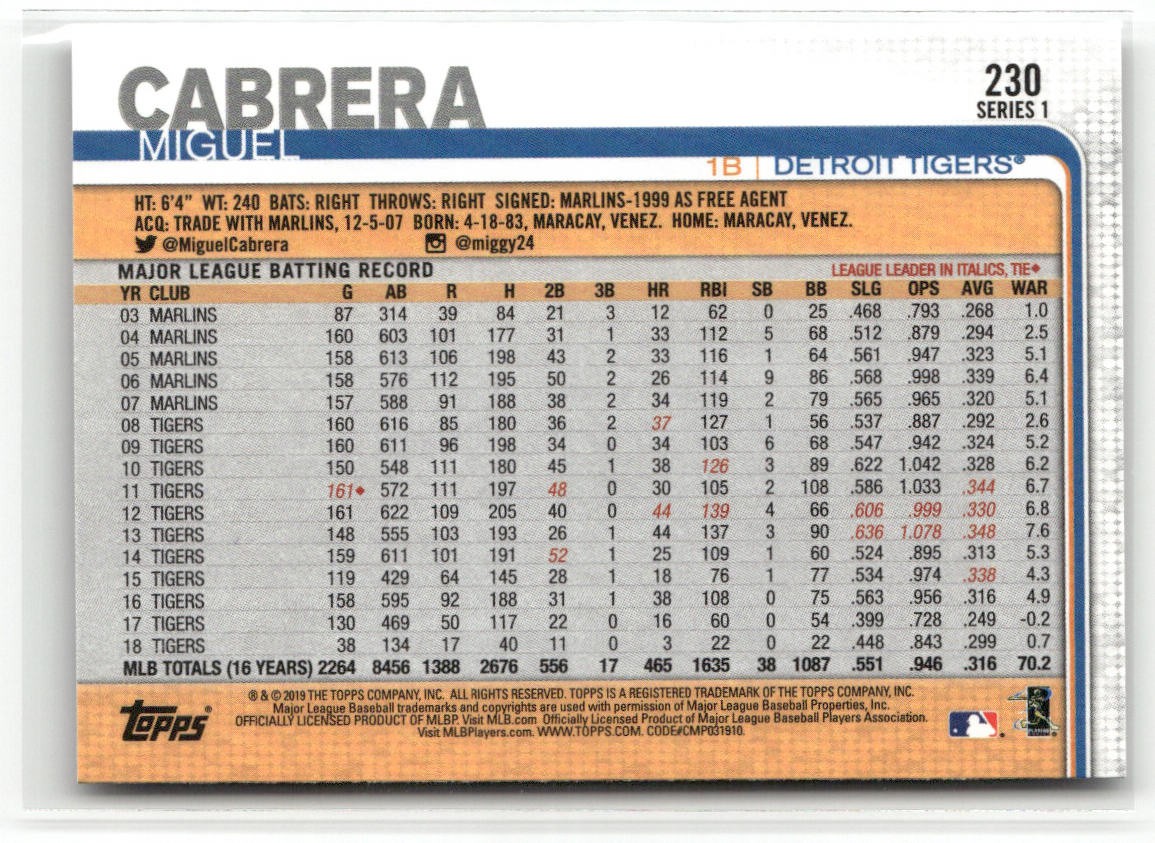 CABRERA
MIGUEL
230
SERIES 1
1B | DETROIT TIGERS®
HT: 6'4" WT: 240 BATS: RIGHT THROWS: RIGHT SIGNED: MARLINS-1999 AS FREE AGENT
ACQ: TRADE WITH MARLINS, 12-5-07 BORN: 4-18-83, MARACAY, VENEZ. HOME: MARACAY, VENEZ.
@MiguelCabrera @miggy24
MAJOR LEAGUE BATTING RECORD LEAGUE LEADER IN ITALICS, TIE◆
YR CLUB G AB R H 2B 3B HR RBI SB BB SLG OPS AVG WAR
03 MARLINS 87 314 39 84 21 3 12 62 0 25 .468 .793 .268 1.0
04 MARLINS 160 603 101 177 31 1 33 112 5 68 .512 .879 .294 2.5
05 MARLINS 158 613 106 198 43 2 33 116 1 64 .561 .947 .323 5.1
06 MARLINS 158 576 112 195 50 2 26 114 9 86 .568 .998 .339 6.4
07 MARLINS 157 588 91 188 38 2 34 119 2 79 .565 .965 .320 5.1
08 TIGERS 160 616 85 180 36 2 37 127 1 56 .537 .887 .292 2.6
09 TIGERS 160 611 96 198 34 0 34 103 6 68 .547 .942 .324 5.2
10 TIGERS 150 548 111 180 45 1 38 126 3 89 .622 1.042 .328 6.2
11 TIGERS 161◆ 572 111 197 48 0 30 105 2 108 .586 1.033 .344 6.7
12 TIGERS 161 622 109 205 40 0 44 139 4 66 .606 .999 .330 6.8
13 TIGERS 148 555 103 193 26 1 44 137 3 90 .636 1.078 .348 7.6
14 TIGERS 159 611 101 191 52 1 25 109 1 60 .524 .895 .313 5.3
15 TIGERS 119 429 64 145 28 1 18 76 1 77 .534 .974 .338 4.3
16 TIGERS 158 595 92 188 31 1 38 108 0 75 .563 .956 .316 4.9
17 TIGERS 130 469 50 117 22 0 16 60 0 54 .399 .728 .249 -0.2
18 TIGERS 38 134 17 40 11 0 3 22 0 22 .448 .843 .299 0.7
MLB TOTALS (16 YEARS) 2264 8456 1388 2676 556 17 465 1635 38 1087 .551 .946 .316 70.2
topps®
® & © 2019 THE TOPPS COMPANY, INC. ALL RIGHTS RESERVED. TOPPS IS A REGISTERED TRADEMARK OF THE TOPPS COMPANY, INC.
Major League Baseball trademarks and copyrights are used with permission of Major League Baseball Properties, Inc.
OFFICIALLY LICENSED PRODUCT OF MLBP. Visit MLB.com Officially Licensed Product of Major League Baseball Players Association.
Visit MLBPlayers.com. WWW.TOPPS.COM. CODE#CMP031910.